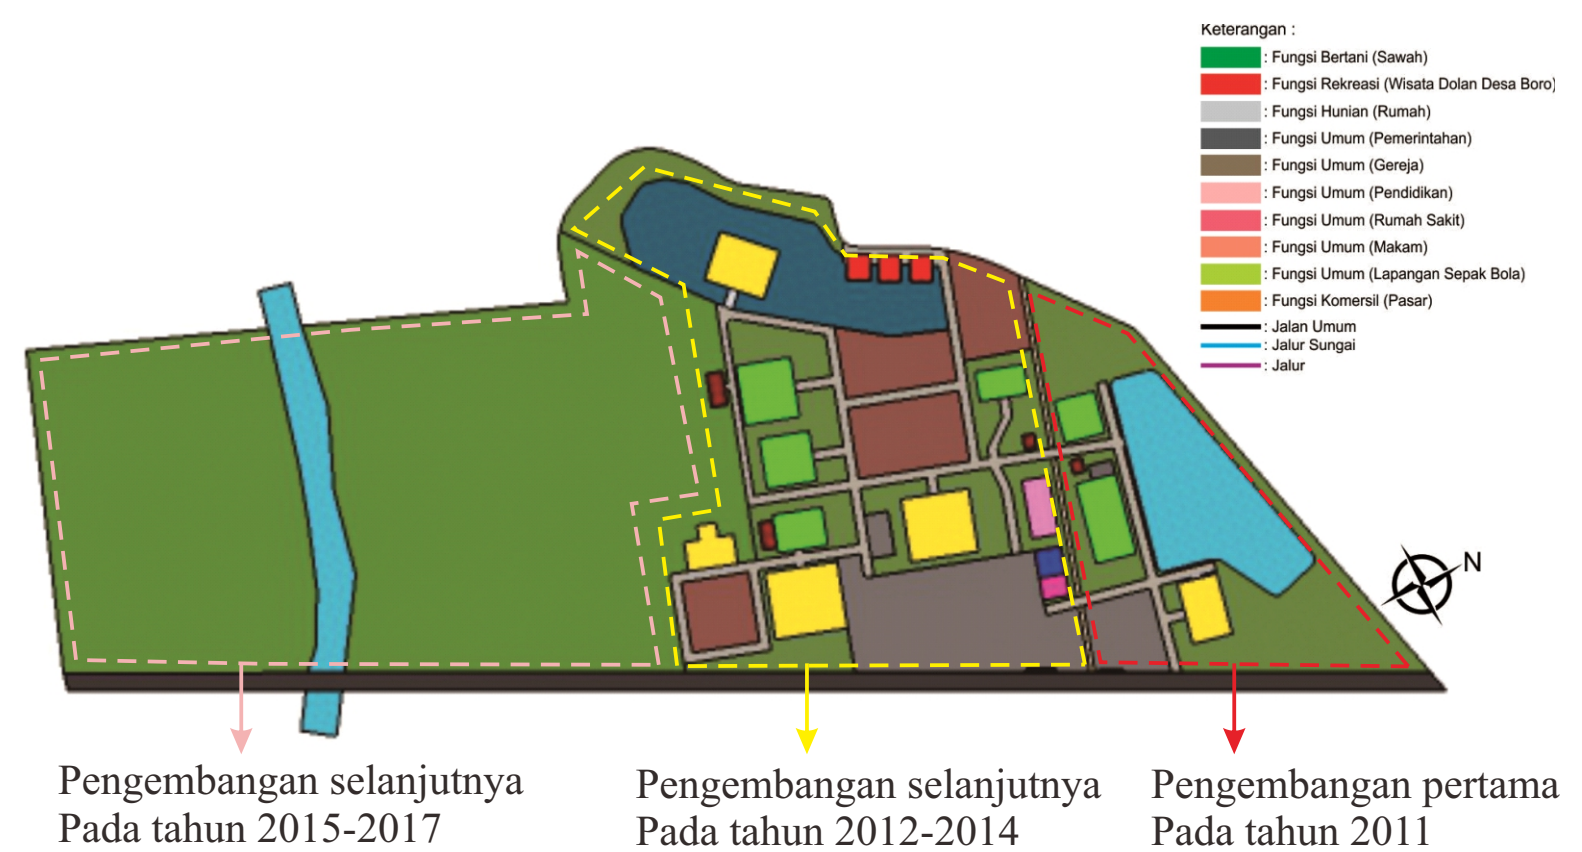 Keterangan :
: Fungsi Bertani (Sawah)
: Fungsi Rekreasi (Wisata Dolan Desa Boro)
: Fungsi Hunian (Rumah)
: Fungsi Umum (Pemerintahan)
: Fungsi Umum (Gereja)
: Fungsi Umum (Pendidikan)
: Fungsi Umum (Rumah Sakit)
: Fungsi Umum (Makam)
: Fungsi Umum (Lapangan Sepak Bola)
: Fungsi Komersil (Pasar)
: Jalan Umum
: Jalur Sungai
: Jalur
N
Pengembangan selanjutnya
Pada tahun 2015-2017
Pengembangan selanjutnya
Pada tahun 2012-2014
Pengembangan pertama
Pada tahun 2011